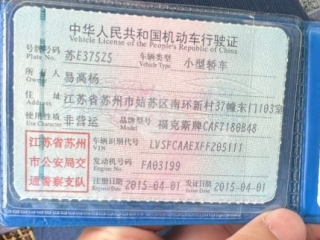 中华人民共和国机动车行驶证
Vehicle License of the People's Republic of China
号牌号码 苏E375Z5 车辆类型 小型轿车
Plate No. Vehicle Type
所有人 易高杨
Owner
住址 江苏省苏州市姑苏区南环新村37幢东门103室
Address
使用性质 非营运 品牌型号 福克斯牌CAF7180B48
Use Character Model
江苏省苏州
市公安局交
通警察支队
车辆识别代号 LVSFCAAEXFF205111
VIN
发动机号码 FA03199
Engine No.
注册日期 2015-04-01 发证日期 2015-04-01
Register Date Issue Date